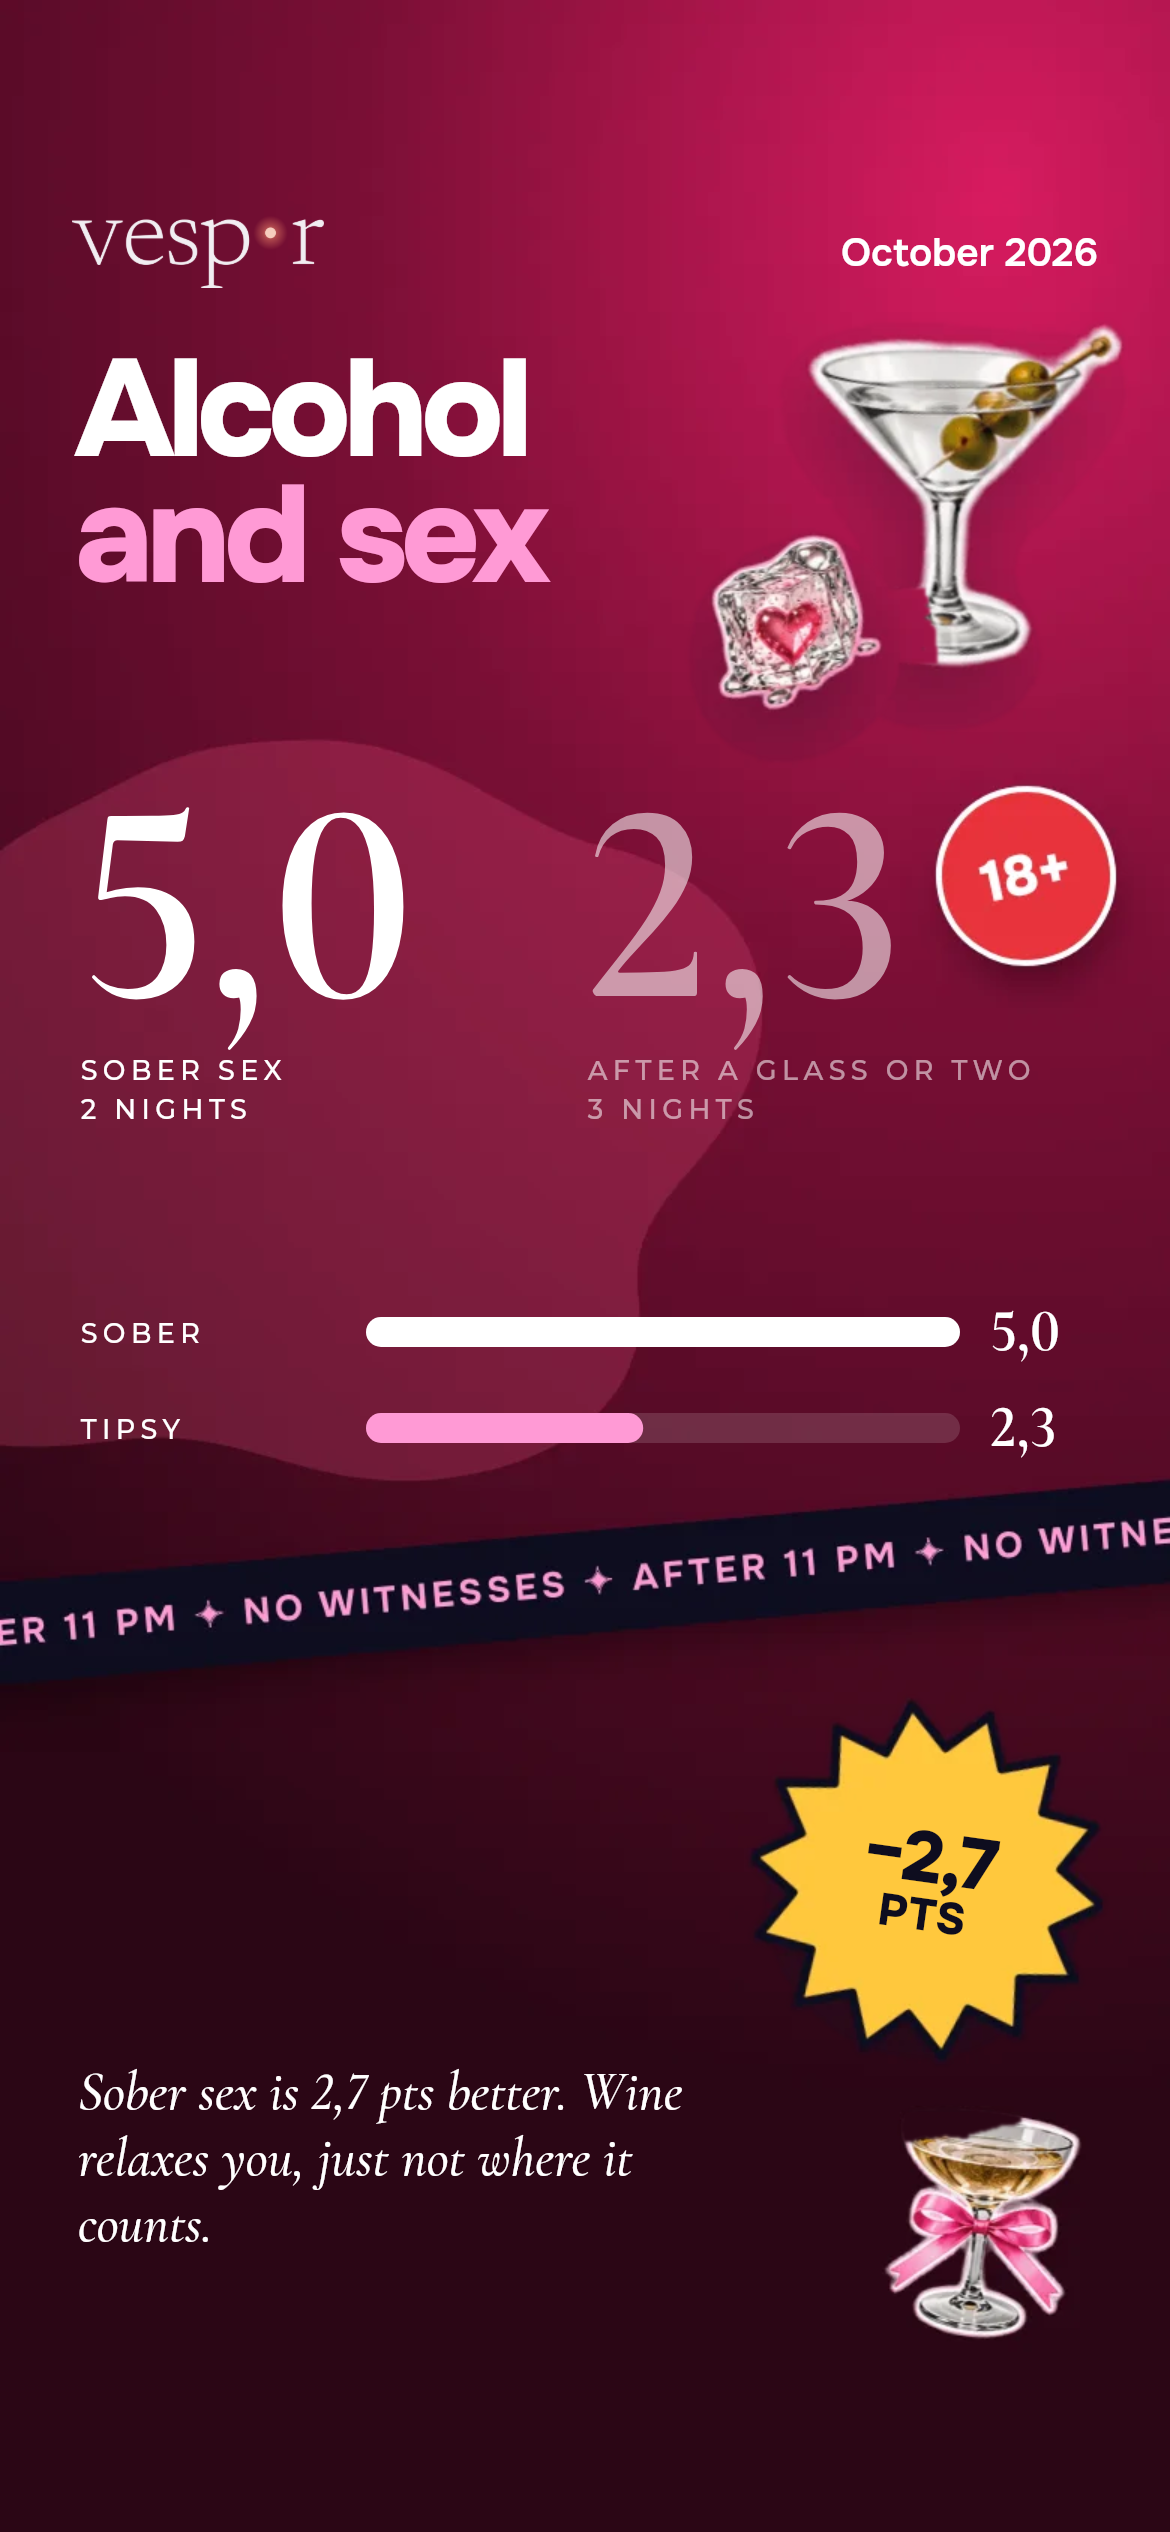 vesp•r
October 2026
Alcohol
and sex
5,0
2,3
18+
SOBER SEX
2 NIGHTS
AFTER A GLASS OR TWO
3 NIGHTS
SOBER
5,0
TIPSY
2,3
ER 11 PM ✦ NO WITNESSES ✦ AFTER 11 PM ✦ NO WITNE
−2,7
PTS
Sober sex is 2,7 pts better. Wine
relaxes you, just not where it
counts.